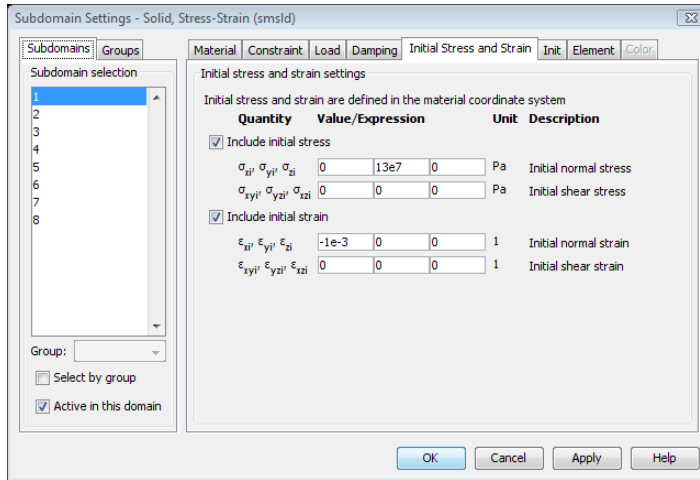 Subdomain Settings - Solid, Stress-Strain (smsld)
Subdomains Groups
Material Constraint Load Damping Initial Stress and Strain Init Element Color
Subdomain selection
1
2
3
4
5
6
7
8
Group:
Select by group
Active in this domain
Initial stress and strain settings
Initial stress and strain are defined in the material coordinate system
Quantity Value/Expression Unit Description
Include initial stress
σxi, σyi, σzi 0 13e7 0 Pa Initial normal stress
σxyi, σyzi, σxzi 0 0 0 Pa Initial shear stress
Include initial strain
εxi, εyi, εzi -1e-3 0 0 1 Initial normal strain
εxyi, εyzi, εxzi 0 0 0 1 Initial shear strain
OK Cancel Apply Help